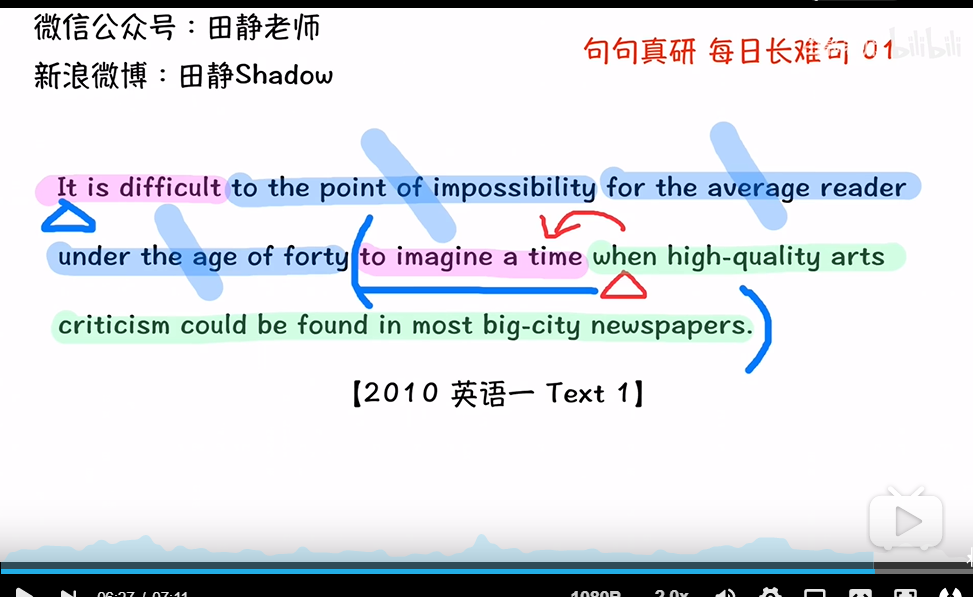 微信公众号：田静老师
新浪微博：田静Shadow
句句真研 每日长难句 01
bilibili
It is difficult to the point of impossibility for the average reader
under the age of forty to imagine a time when high-quality arts
criticism could be found in most big-city newspapers.
【2010 英语一 Text 1】
06:27 / 07:11
1080P
2.0x